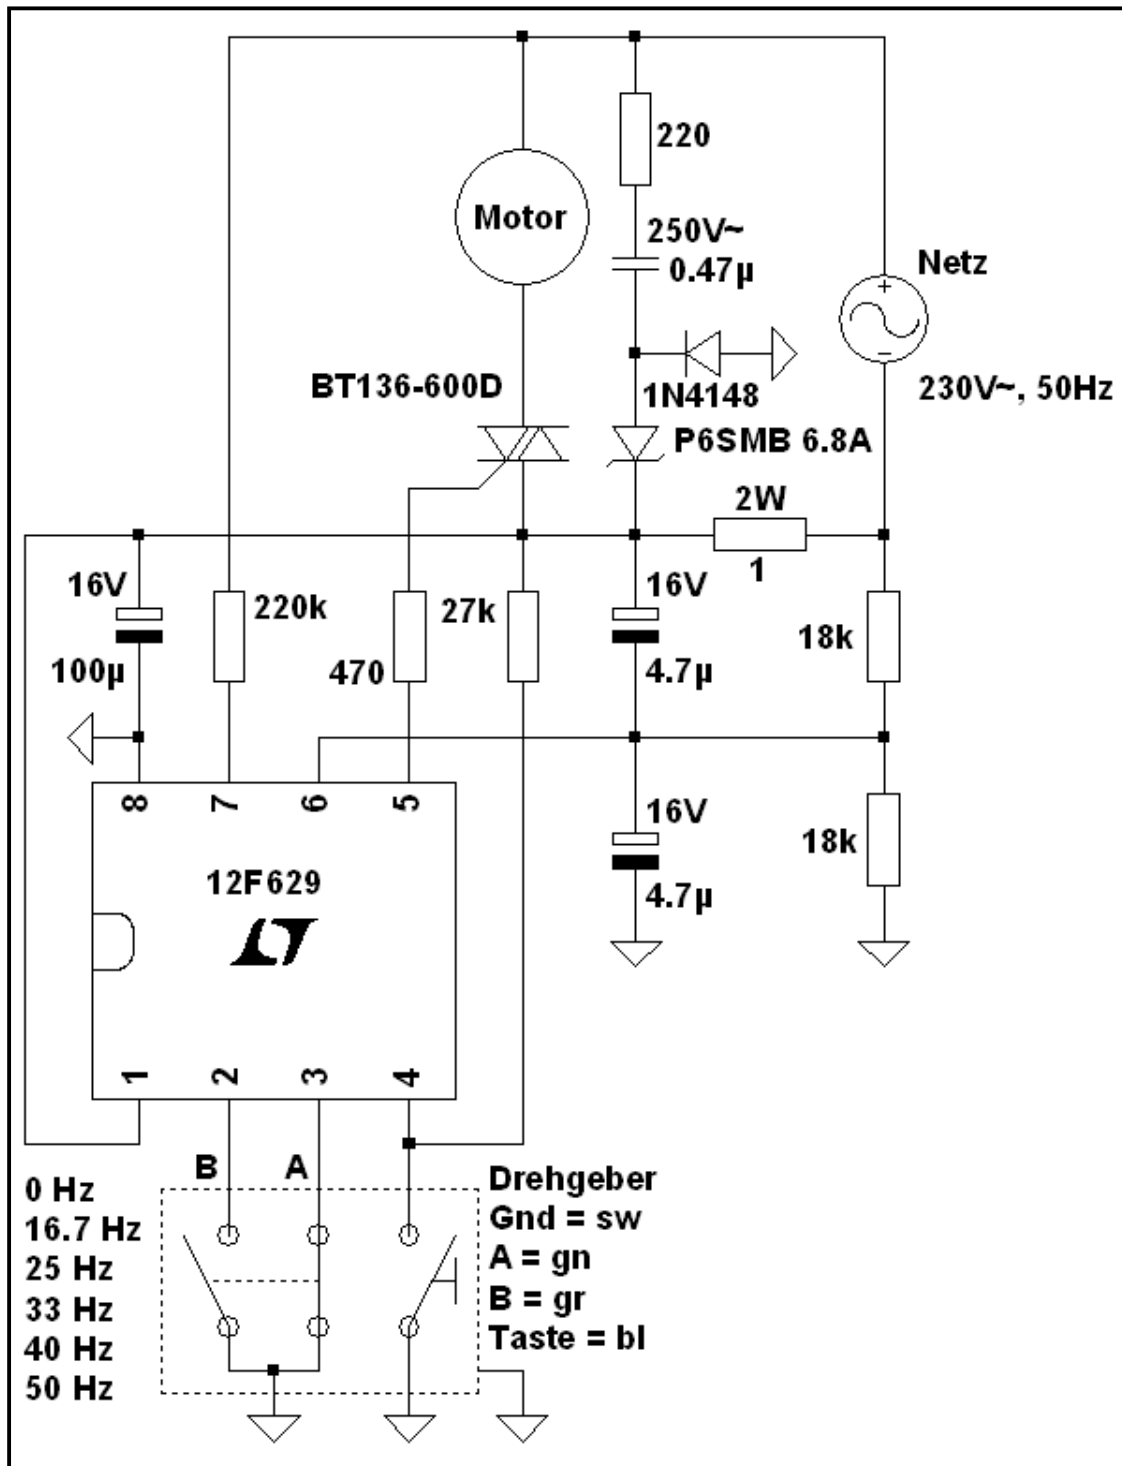 220
Motor
250V~
0.47µ
Netz
+
−
BT136-600D
1N4148
230V~, 50Hz
P6SMB 6.8A
2W
1
16V
100µ
220k
470
27k
16V
4.7µ
18k
8
7
6
5
16V
4.7µ
18k
12F629
1
2
3
4
B
A
0 Hz
16.7 Hz
25 Hz
33 Hz
40 Hz
50 Hz
Drehgeber
Gnd = sw
A = gn
B = gr
Taste = bl